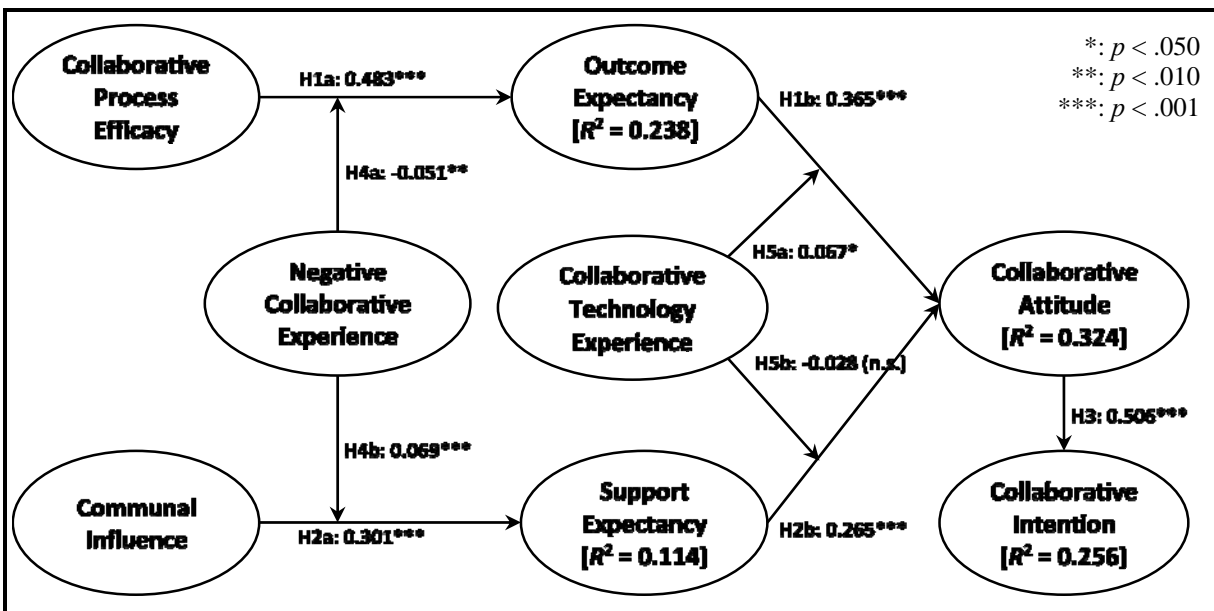 Collaborative
Process
Efficacy
H1a: 0.483***
Outcome
Expectancy
[R² = 0.238]
H1b: 0.365***
*: p < .050
**: p < .010
***: p < .001
H4a: -0.051**
Negative
Collaborative
Experience
Collaborative
Technology
Experience
H5a: 0.067*
Collaborative
Attitude
[R² = 0.324]
H5b: -0.028 (n.s.)
H3: 0.506***
H4b: 0.069***
Communal
Influence
H2a: 0.301***
Support
Expectancy
[R² = 0.114]
H2b: 0.265***
Collaborative
Intention
[R² = 0.256]